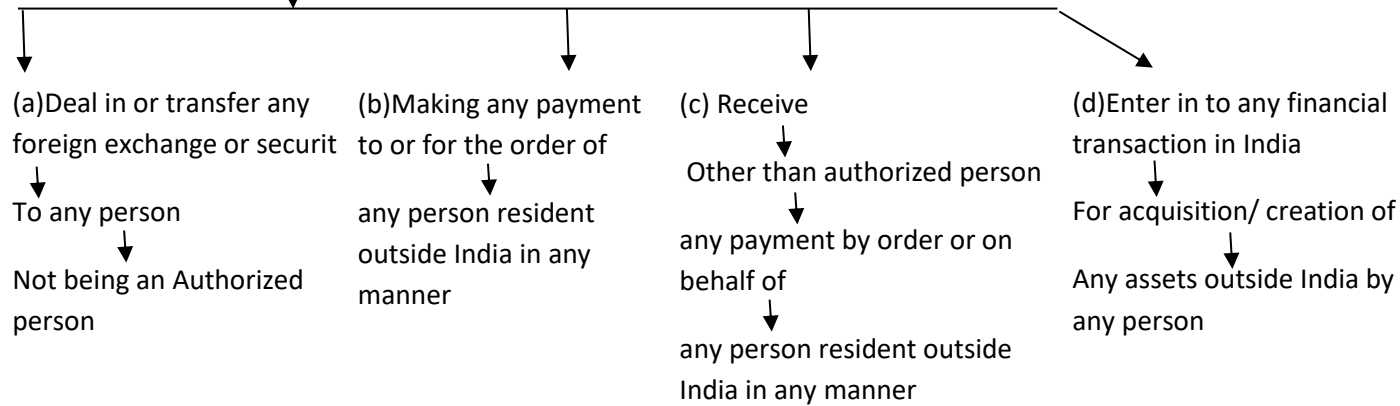 (a)Deal in or transfer any
foreign exchange or securit
To any person
Not being an Authorized
person
(b)Making any payment
to or for the order of
any person resident
outside India in any
manner
(c) Receive
Other than authorized person
any payment by order or on
behalf of
any person resident outside
India in any manner
(d)Enter in to any financial
transaction in India
For acquisition/ creation of
Any assets outside India by
any person